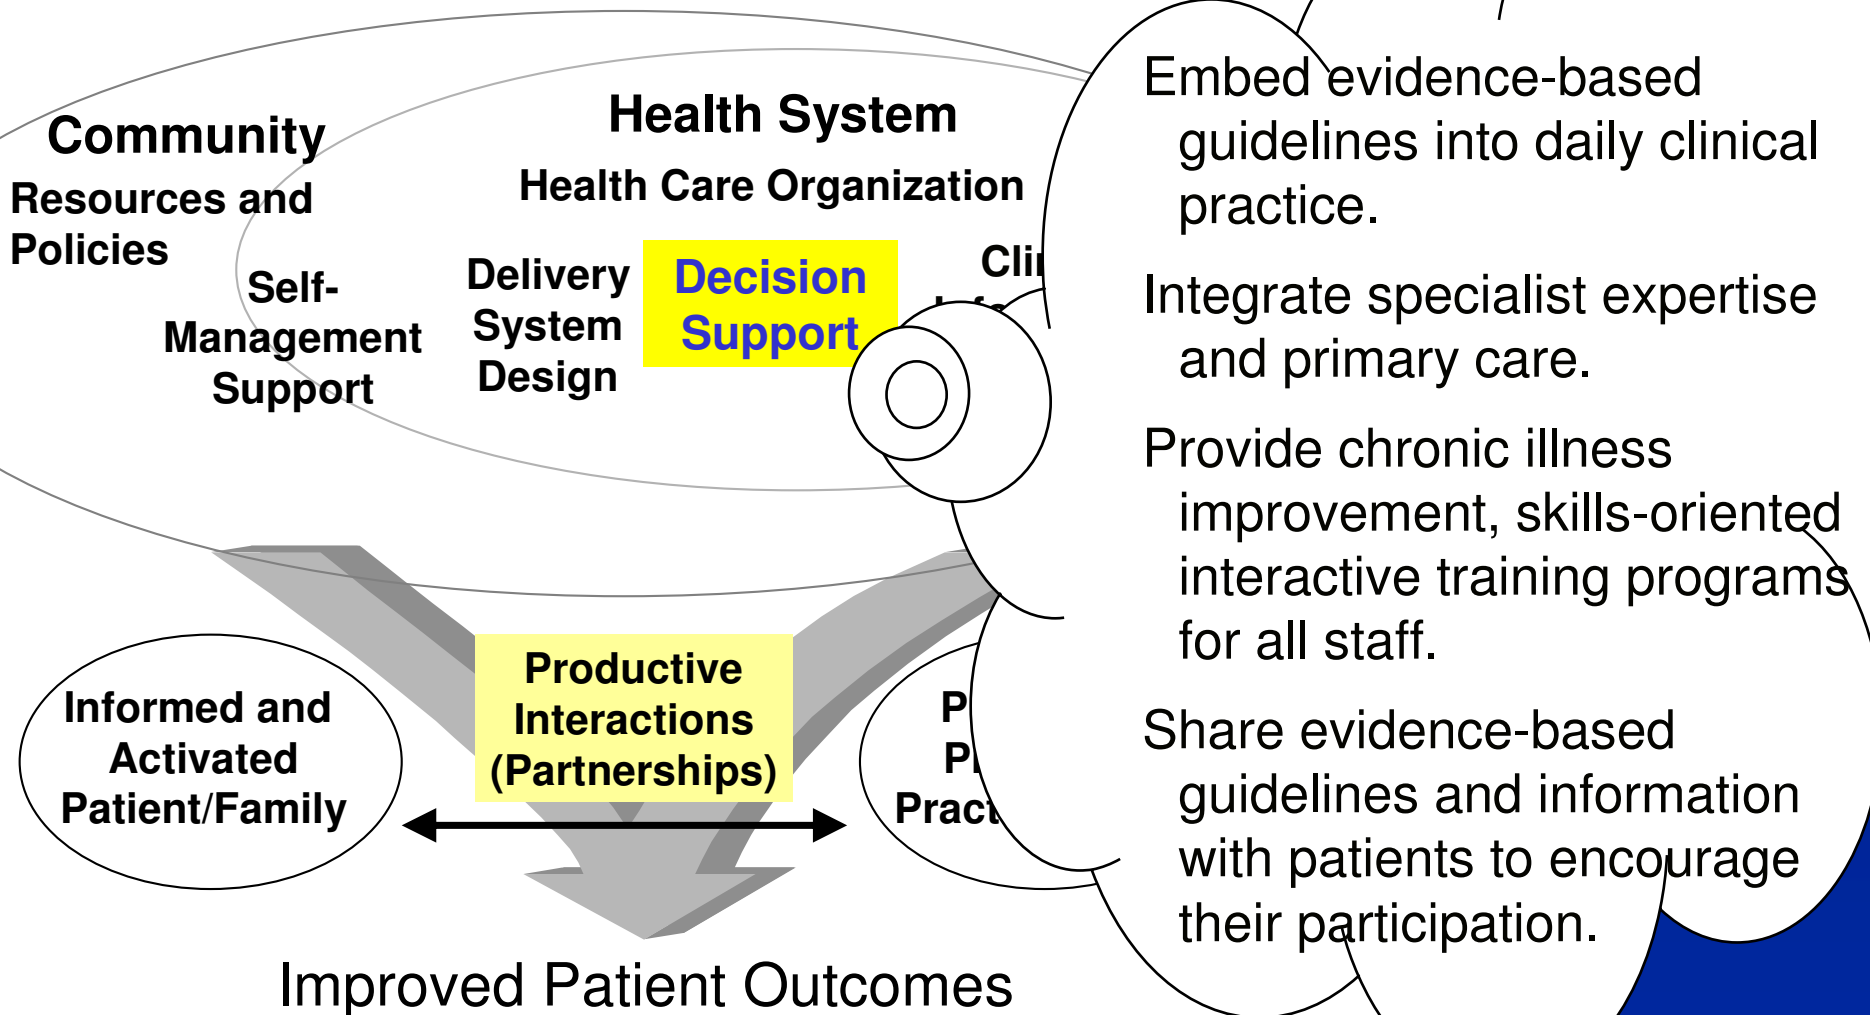 Community
Resources and
Policies
Health System
Health Care Organization
Self-
Management
Support
Delivery
System
Design
Decision
Support
Informed and
Activated
Patient/Family
Productive
Interactions
(Partnerships)
Improved Patient Outcomes
Embed evidence-based
guidelines into daily clinical
practice.
Integrate specialist expertise
and primary care.
Provide chronic illness
improvement, skills-oriented
interactive training programs
for all staff.
Share evidence-based
guidelines and information
with patients to encourage
their participation.